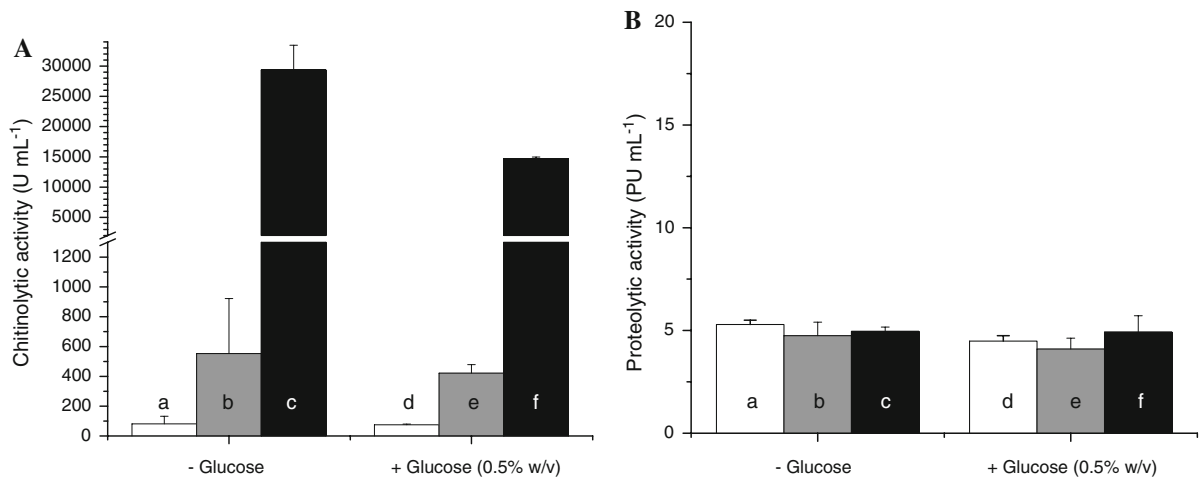 A
Chitinolytic activity (U mL⁻¹)
30000
25000
20000
15000
10000
5000
1200
1000
800
600
400
200
0
a
b
c
d
e
f
- Glucose
+ Glucose (0.5% w/v)
B
Proteolytic activity (PU mL⁻¹)
20
15
10
5
0
a
b
c
d
e
f
- Glucose
+ Glucose (0.5% w/v)